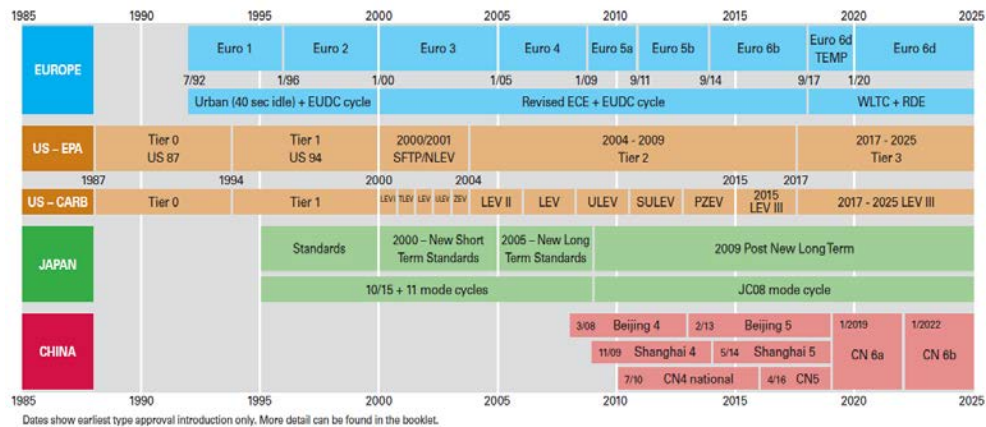 1985 1990 1995 2000 2005 2010 2015 2020 2025
EUROPE
Euro 1 Euro 2 Euro 3 Euro 4 Euro 5a Euro 5b Euro 6b Euro 6d TEMP Euro 6d
7/92 1/96 1/00 1/05 1/09 9/11 9/14 9/17 1/20
Urban (40 sec idle) + EUDC cycle Revised ECE + EUDC cycle WLTC + RDE
US – EPA
Tier 0 Tier 1 2000/2001 2004 - 2009 2017 - 2025
US 87 US 94 SFTP/NLEV Tier 2 Tier 3
1987 1994 2000 2004 2015 2017
US – CARB
Tier 0 Tier 1 LEV I TLEV LEV ULEV ZEV LEV II LEV ULEV SULEV PZEV 2015 LEV III 2017 - 2025 LEV III
JAPAN
Standards 2000 – New Short Term Standards 2005 – New Long Term Standards 2009 Post New Long Term
10/15 + 11 mode cycles JC08 mode cycle
CHINA
3/08 Beijing 4 2/13 Beijing 5 1/2019 1/2022
11/09 Shanghai 4 5/14 Shanghai 5 CN 6a CN 6b
7/10 CN4 national 4/16 CN5
1985 1990 1995 2000 2005 2010 2015 2020 2025
Dates show earliest type approval introduction only. More detail can be found in the booklet.